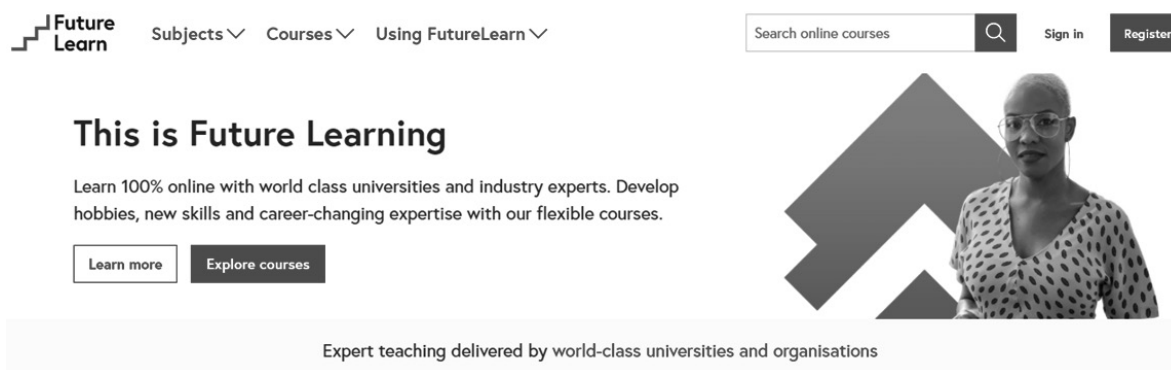 Future
Learn
Subjects
Courses
Using FutureLearn
Search online courses
Sign in
Register
This is Future Learning
Learn 100% online with world class universities and industry experts. Develop
hobbies, new skills and career-changing expertise with our flexible courses.
Learn more
Explore courses
Expert teaching delivered by world-class universities and organisations